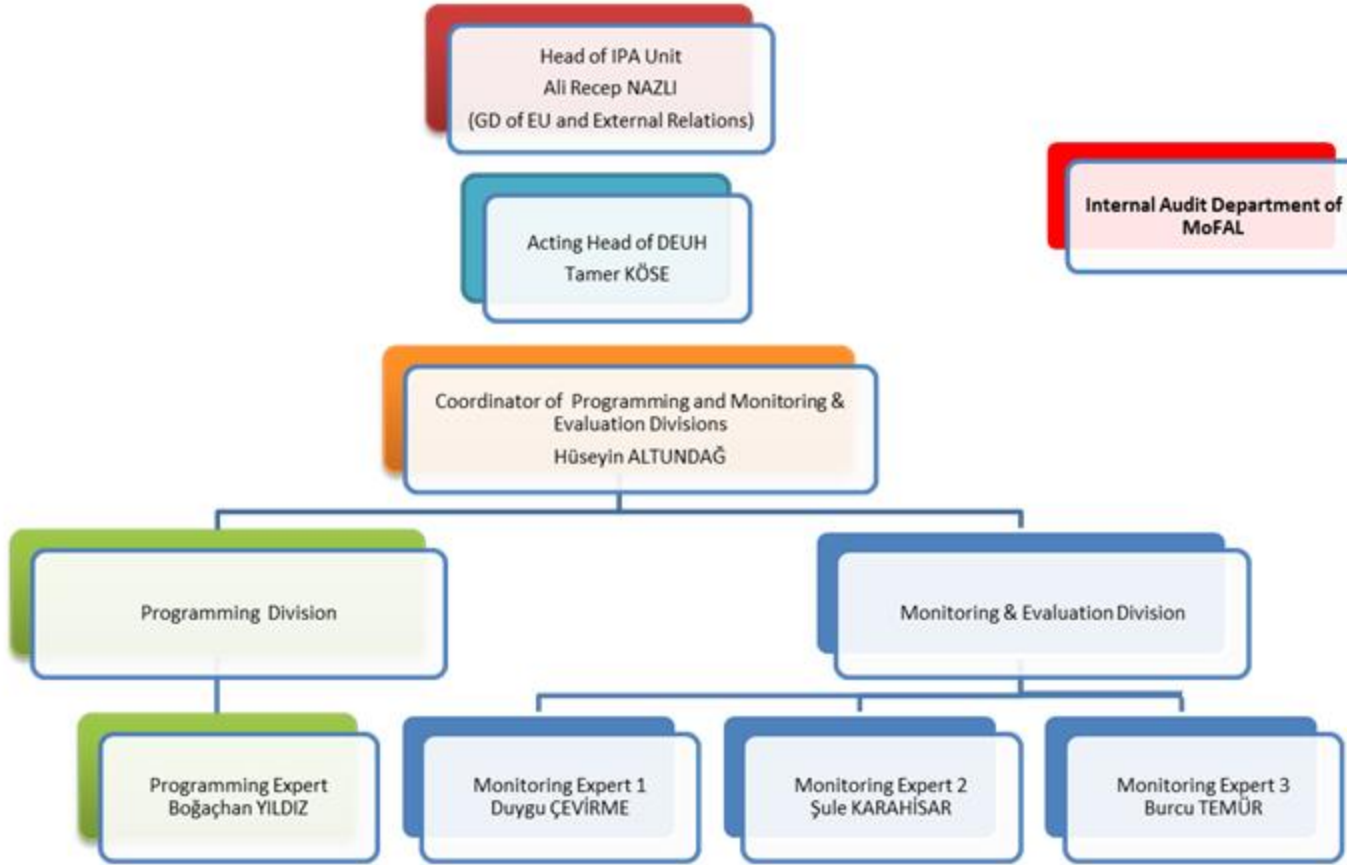 Head of IPA Unit
Ali Recep NAZLI
(GD of EU and External Relations)
Internal Audit Department of
MoFAL
Acting Head of DEUH
Tamer KÖSE
Coordinator of Programming and Monitoring &
Evaluation Divisions
Hüseyin ALTUNDAĞ
Programming Division
Monitoring & Evaluation Division
Programming Expert
Boğaçhan YILDIZ
Monitoring Expert 1
Duygu ÇEVİRME
Monitoring Expert 2
Şule KARAHİSAR
Monitoring Expert 3
Burcu TEMÜR